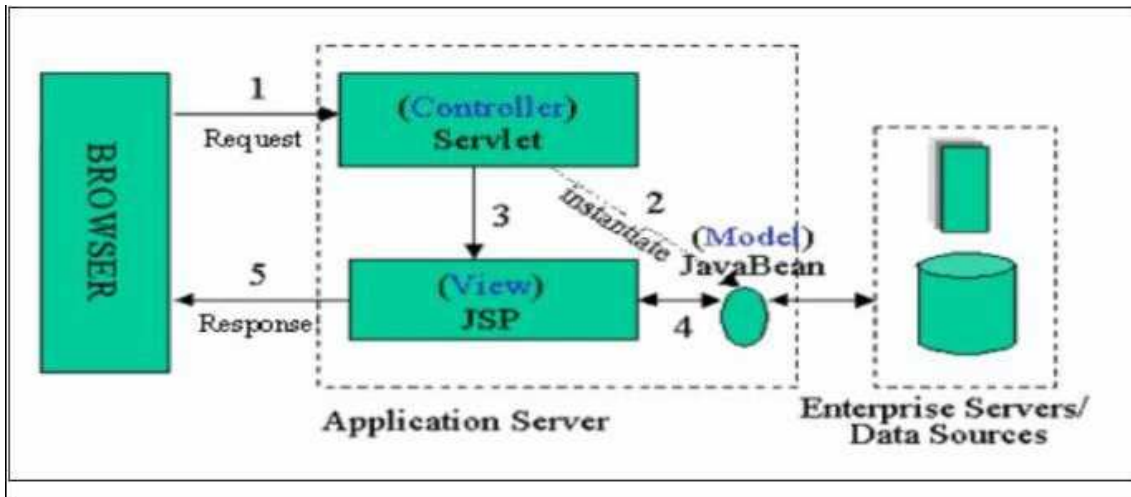 BROWSER
1
Request
(Controller)
Servlet
2
instantiate
3
(Model)
JavaBean
(View)
JSP
4
5
Response
Application Server
Enterprise Servers/
Data Sources